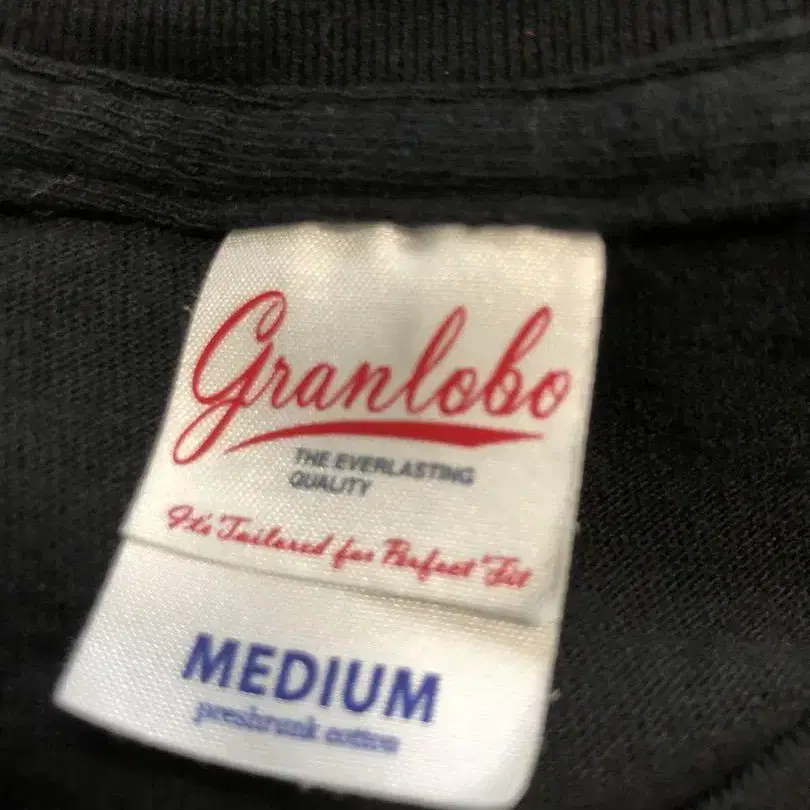 Granlobo
THE EVERLASTING
QUALITY
It's Tailored for Perfect Fit
MEDIUM
preshrunk cotton